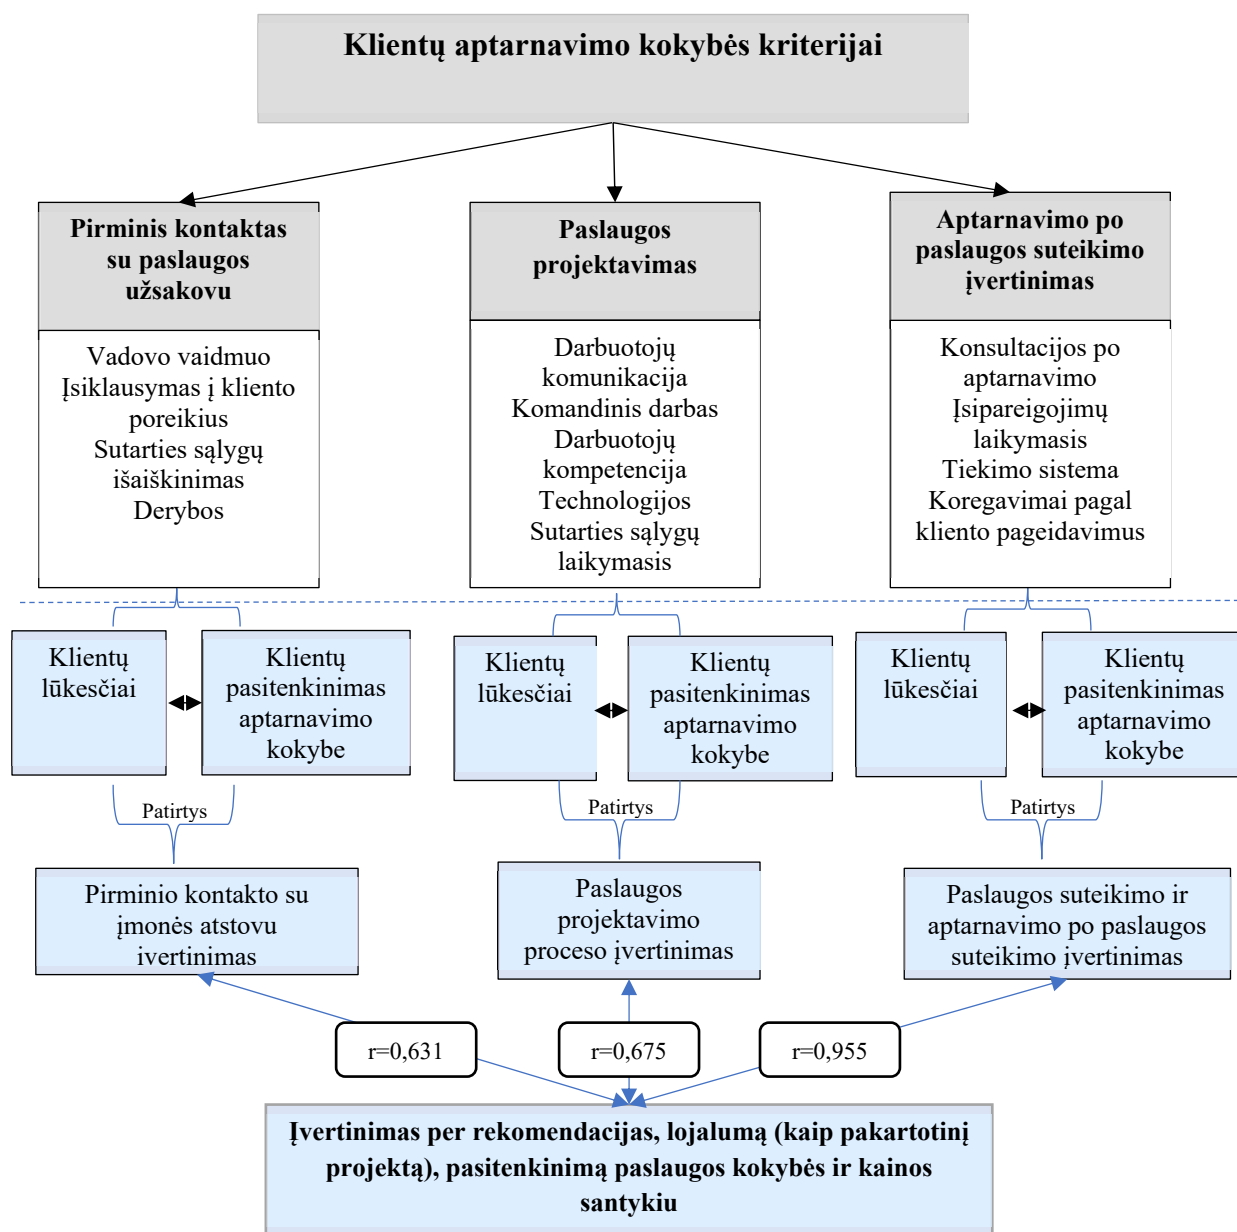 Klientų aptarnavimo kokybės kriterijai
Pirminis kontaktas
su paslaugos
užsakovu
Vadovo vaidmuo
Įsiklausymas į kliento
poreikius
Sutarties sąlygų
išaiškinimas
Derybos
Paslaugos
projektavimas
Darbuotojų
komunikacija
Komandinis darbas
Darbuotojų
kompetencija
Technologijos
Sutarties sąlygų
laikymasis
Aptarnavimo po
paslaugos suteikimo
įvertinimas
Konsultacijos po
aptarnavimo
Įsipareigojimų
laikymasis
Tiekimo sistema
Koregavimai pagal
kliento pageidavimus
Klientų
lūkesčiai
Klientų
pasitenkinimas
aptarnavimo
kokybe
Klientų
lūkesčiai
Klientų
pasitenkinimas
aptarnavimo
kokybe
Klientų
lūkesčiai
Klientų
pasitenkinimas
aptarnavimo
kokybe
Patirtys
Patirtys
Patirtys
Pirminio kontakto su
įmonės atstovu
ivertinimas
Paslaugos
projektavimo
proceso įvertinimas
Paslaugos suteikimo ir
aptarnavimo po paslaugos
suteikimo įvertinimas
r=0,631
r=0,675
r=0,955
Įvertinimas per rekomendacijas, lojalumą (kaip pakartotinį
projektą), pasitenkinimą paslaugos kokybės ir kainos
santykiu